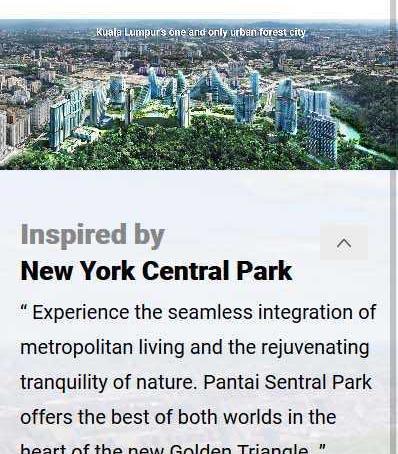 Kuala Lumpur's one and only urban forest city
Inspired by
New York Central Park
“ Experience the seamless integration of
metropolitan living and the rejuvenating
tranquility of nature. Pantai Sentral Park
offers the best of both worlds in the
heart of the new Golden Triangle. ”